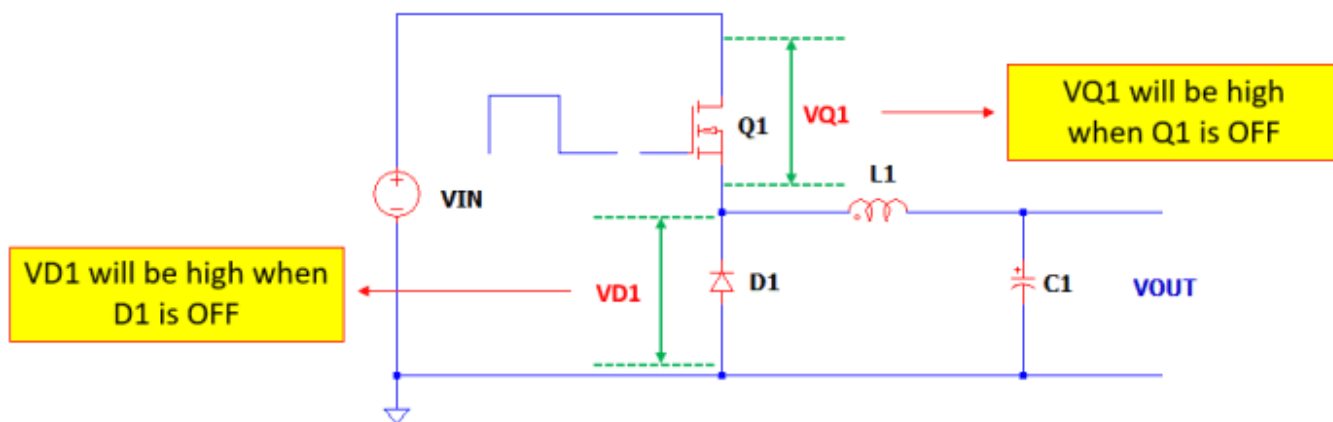 VQ1 will be high
when Q1 is OFF
Q1
VQ1
L1
VIN
VD1 will be high when
D1 is OFF
VD1
D1
C1
VOUT